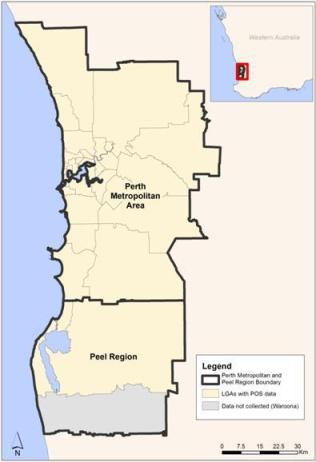 Western Australia
Perth
Metropolitan
Area
Peel Region
Legend
Perth Metropolitan and
Peel Region Boundary
LGAs with POS data
Data not collected (Waroona)
N
0 7.5 15 22.5 30
Km